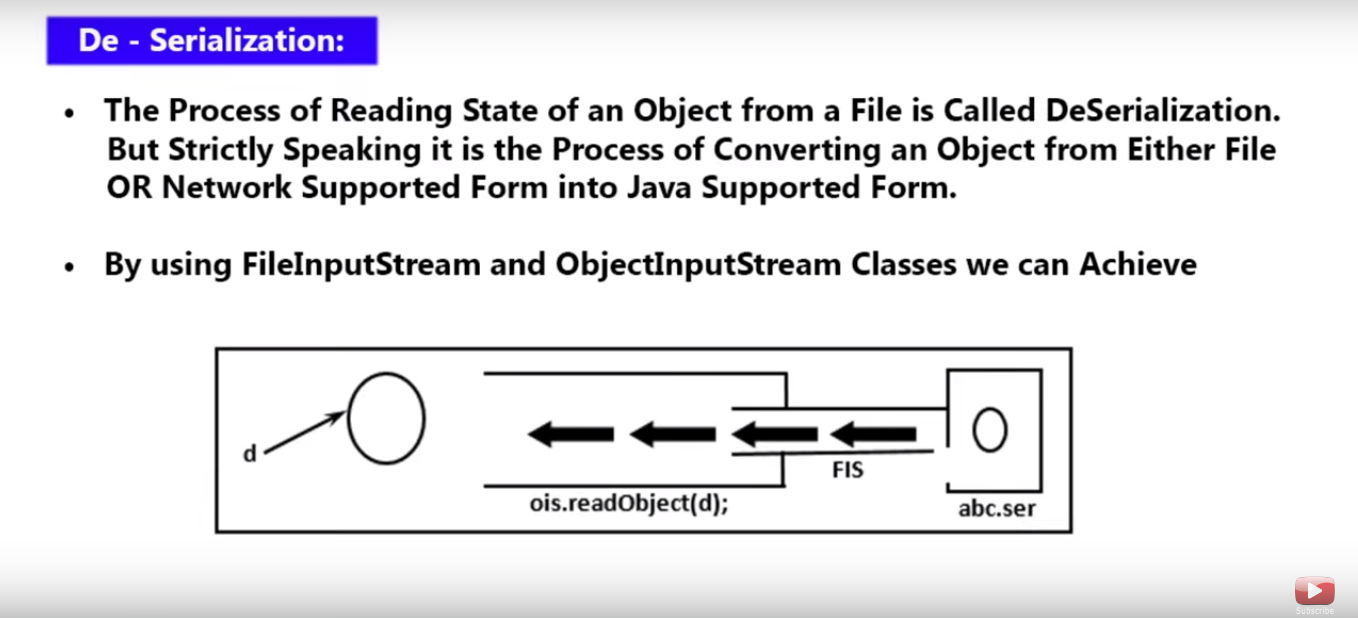 De - Serialization:
• The Process of Reading State of an Object from a File is Called DeSerialization.
But Strictly Speaking it is the Process of Converting an Object from Either File
OR Network Supported Form into Java Supported Form.
• By using FileInputStream and ObjectInputStream Classes we can Achieve
d
FIS
ois.readObject(d);
abc.ser
Subscribe